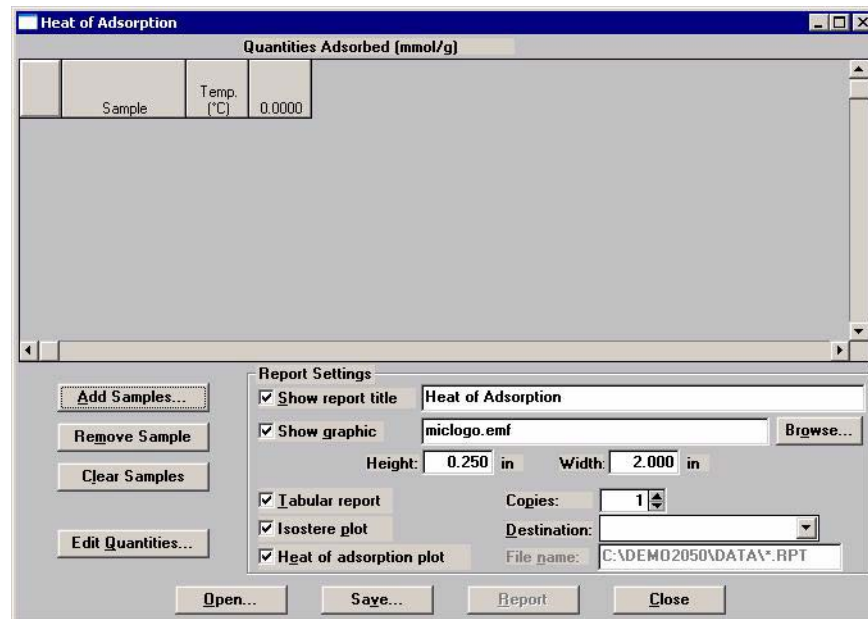 Heat of Adsorption
Quantities Adsorbed (mmol/g)
Sample Temp. (°C) 0.0000
Report Settings
Add Samples...
Show report title Heat of Adsorption
Remove Sample
Show graphic miclogo.emf Browse...
Height: 0.250 in Width: 2.000 in
Clear Samples
Tabular report Copies: 1
Isostere plot Destination:
Edit Quantities...
Heat of adsorption plot File name: C:\DEMO2050\DATA\*.RPT
Open... Save... Report Close